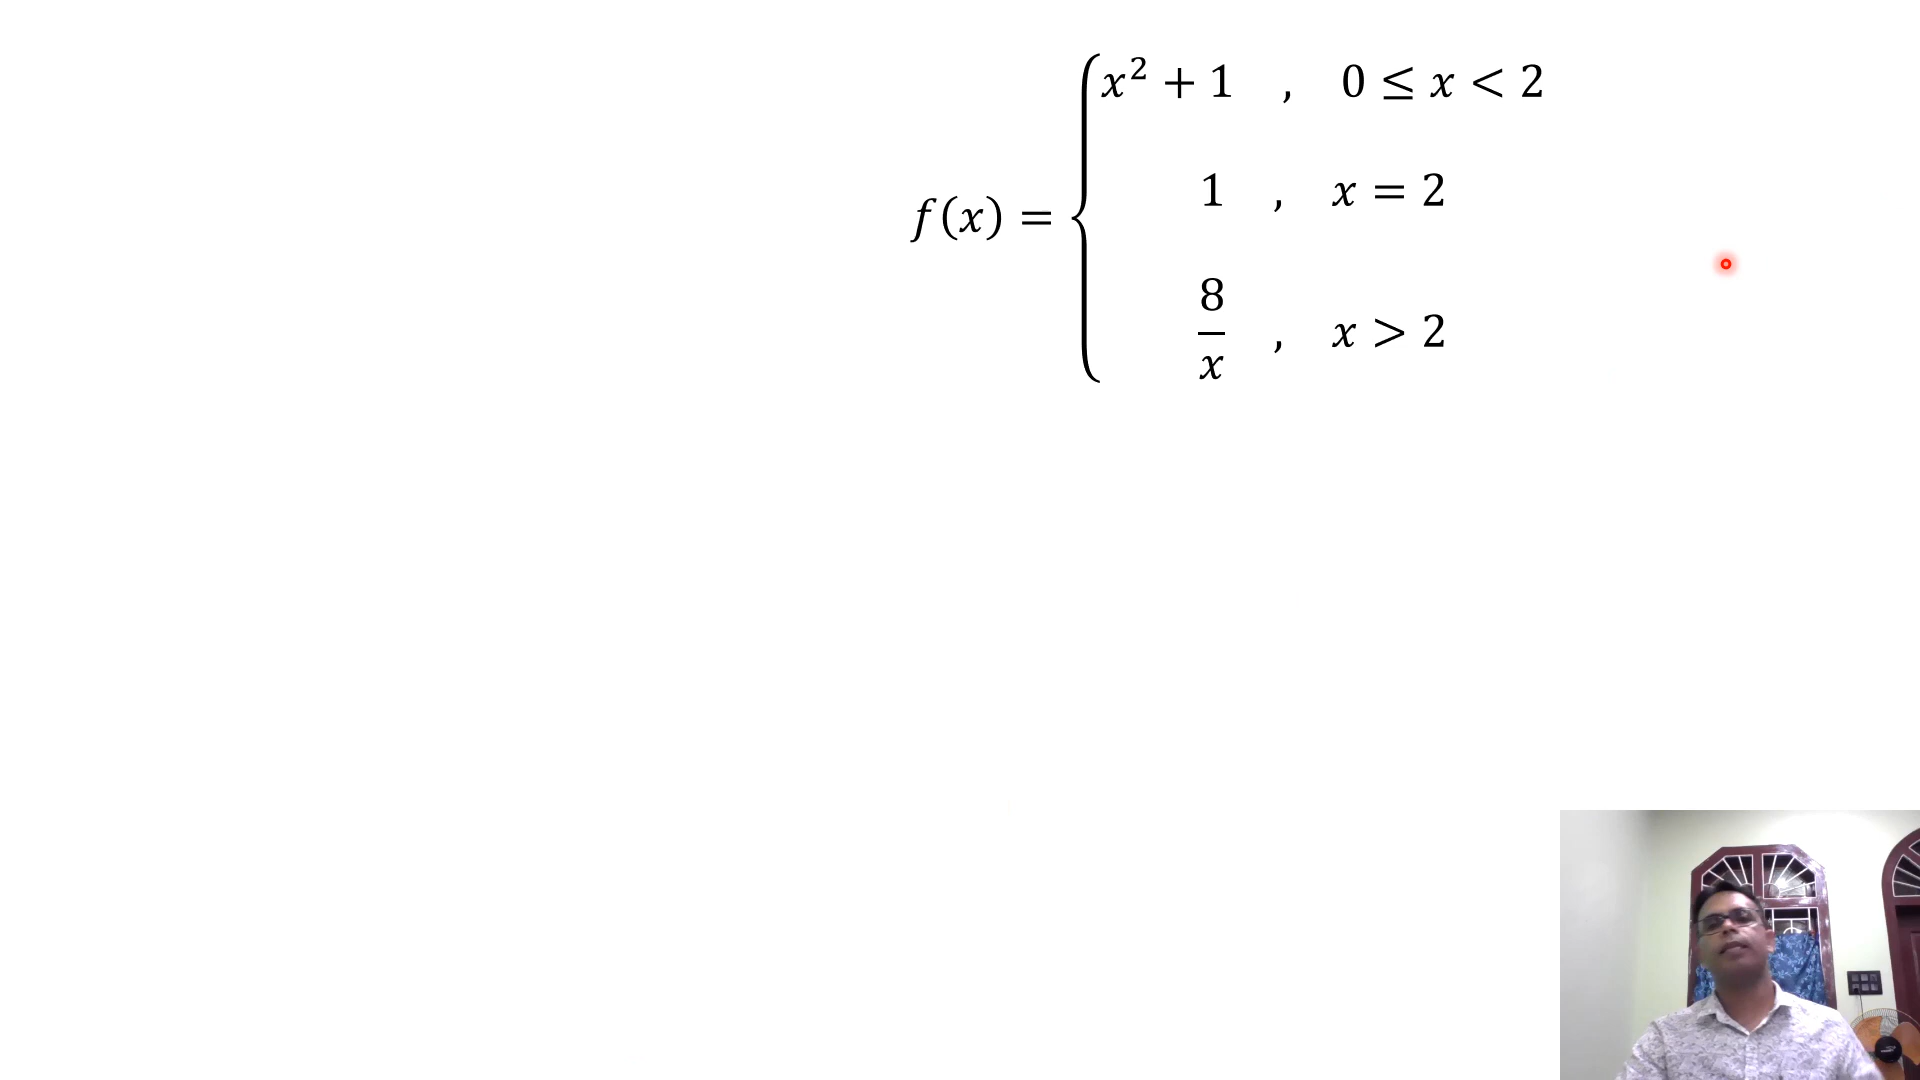 x² + 1 , 0 ≤ x < 2
1 , x = 2
f(x) =
8/x , x > 2